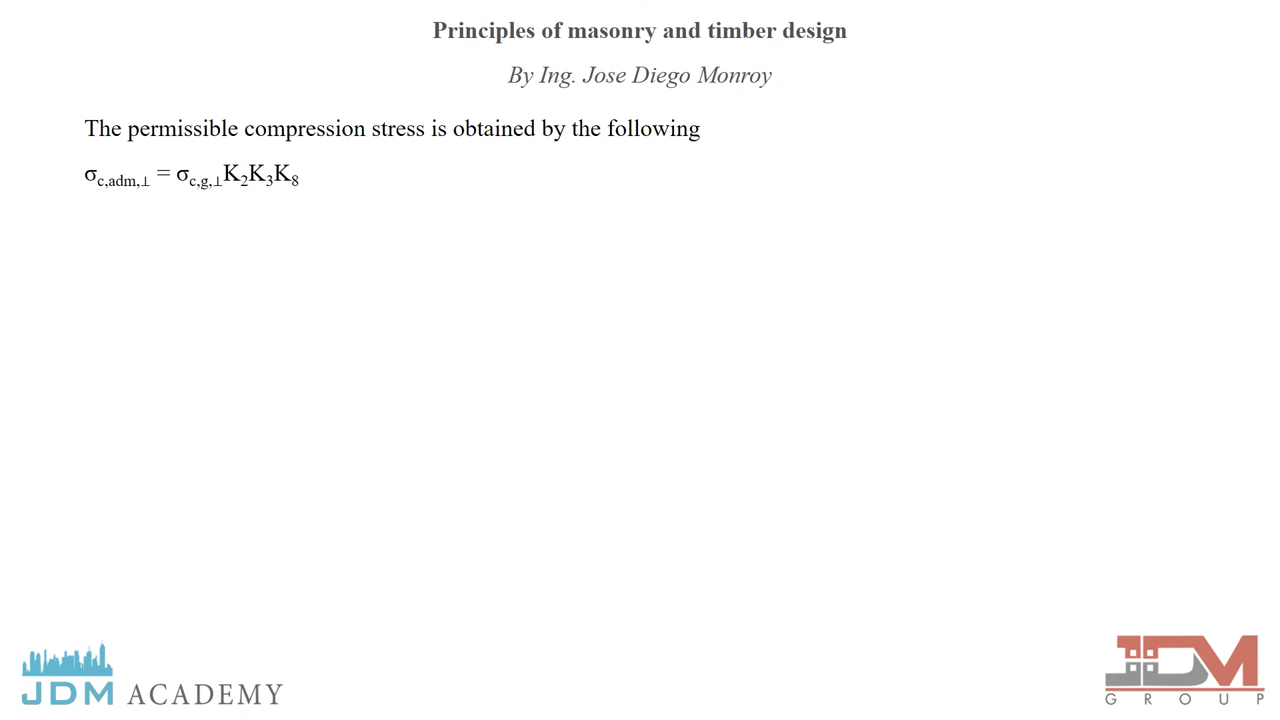 Principles of masonry and timber design
By Ing. Jose Diego Monroy
The permissible compression stress is obtained by the following
σc,adm,⊥ = σc,g,⊥K2K3K8
JDM ACADEMY
JDM
GROUP